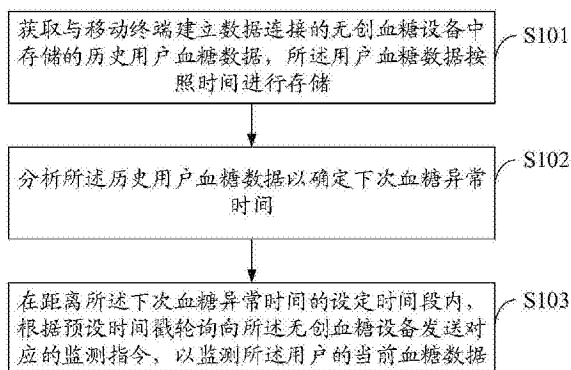 获取与移动终端建立数据连接的无创血糖设备中
存储的历史用户血糖数据，所述用户血糖数据按
照时间进行存储
S101
分析所述历史用户血糖数据以确定下次血糖异常
时间
S102
在距离所述下次血糖异常时间的设定时间段内，
根据预设时间戳轮询向所述无创血糖设备发送对
应的监测指令，以监测所述用户的当前血糖数据
S103